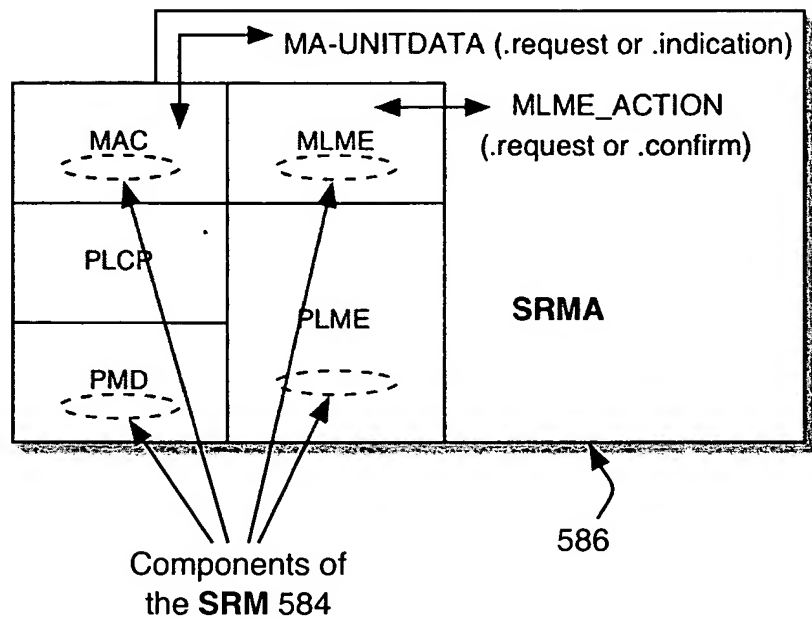 MA-UNITDATA (.request or .indication)
MAC
MLME
MLME_ACTION
(.request or .confirm)
PLCP
PLME
SRMA
PMD
Components of
the SRM 584
586